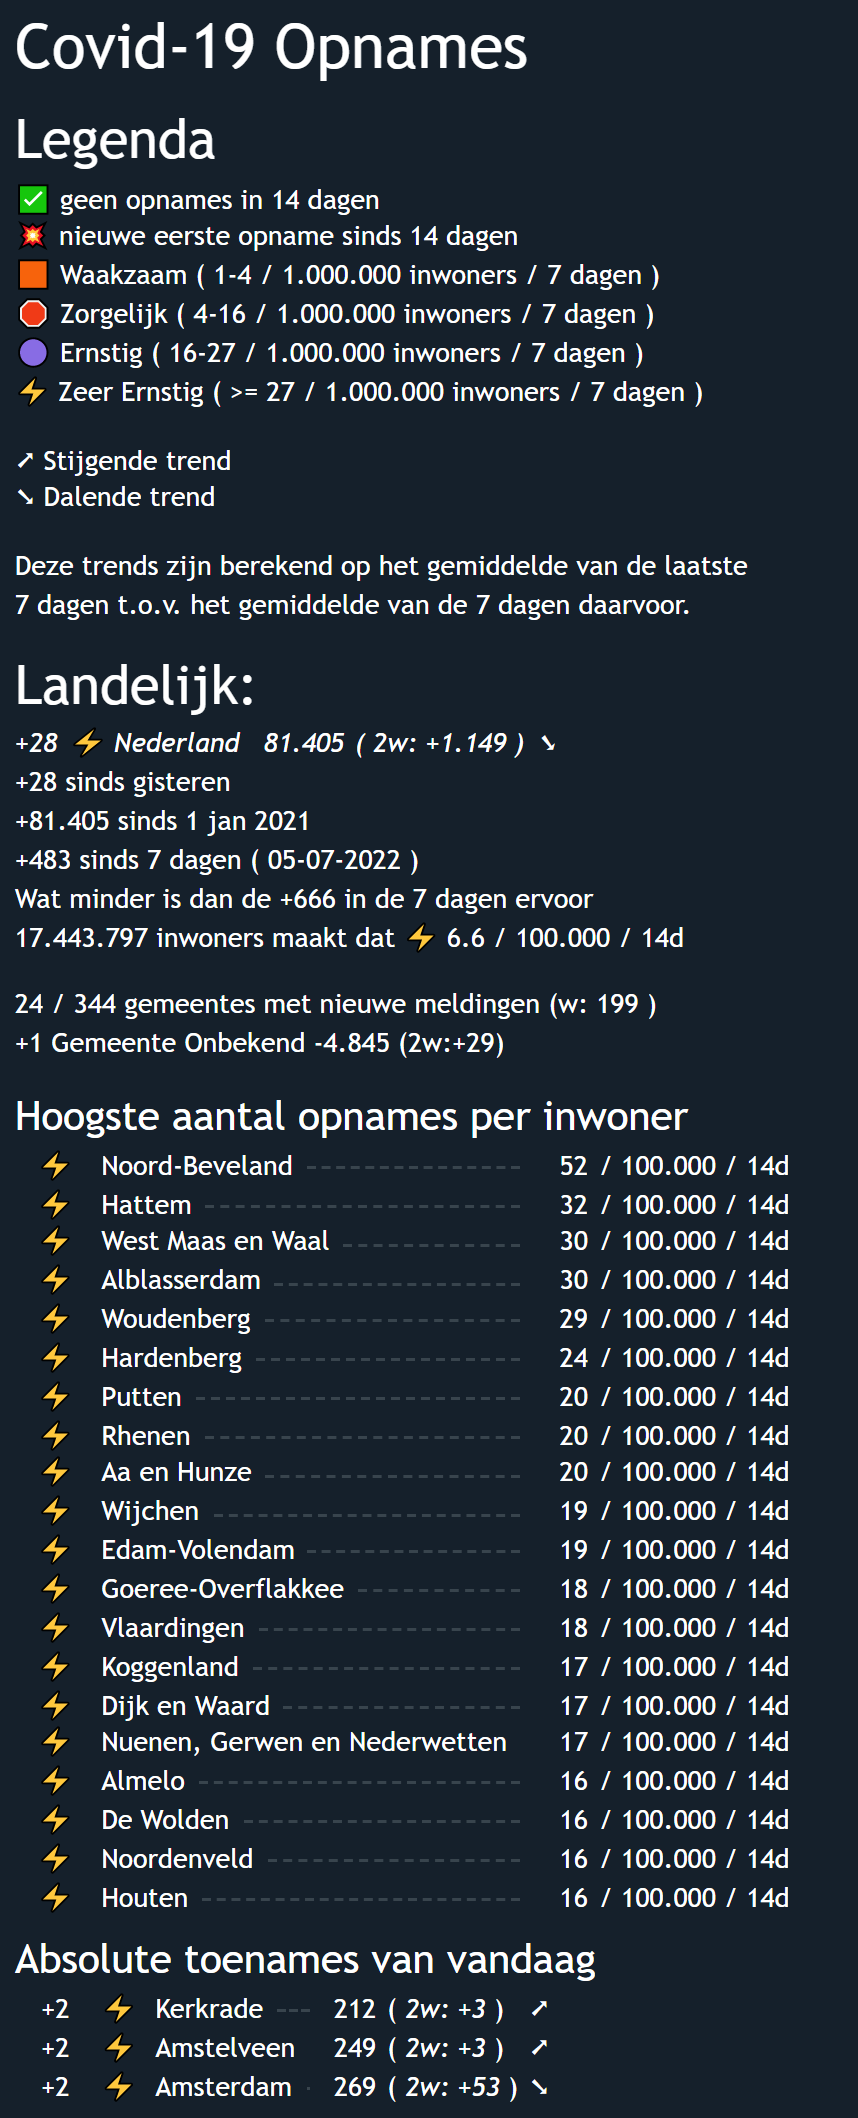 Covid-19 Opnames
Legenda
✅ geen opnames in 14 dagen
💥 nieuwe eerste opname sinds 14 dagen
🟧 Waakzaam ( 1-4 / 1.000.000 inwoners / 7 dagen )
🛑 Zorgelijk ( 4-16 / 1.000.000 inwoners / 7 dagen )
🟣 Ernstig ( 16-27 / 1.000.000 inwoners / 7 dagen )
⚡ Zeer Ernstig ( >= 27 / 1.000.000 inwoners / 7 dagen )
➚ Stijgende trend
➘ Dalende trend
Deze trends zijn berekend op het gemiddelde van de laatste
7 dagen t.o.v. het gemiddelde van de 7 dagen daarvoor.
Landelijk:
+28 ⚡ Nederland 81.405 ( 2w: +1.149 ) ➘
+28 sinds gisteren
+81.405 sinds 1 jan 2021
+483 sinds 7 dagen ( 05-07-2022 )
Wat minder is dan de +666 in de 7 dagen ervoor
17.443.797 inwoners maakt dat ⚡ 6.6 / 100.000 / 14d
24 / 344 gemeentes met nieuwe meldingen (w: 199 )
+1 Gemeente Onbekend -4.845 (2w:+29)
Hoogste aantal opnames per inwoner
⚡ Noord-Beveland 52 / 100.000 / 14d
⚡ Hattem 32 / 100.000 / 14d
⚡ West Maas en Waal 30 / 100.000 / 14d
⚡ Alblasserdam 30 / 100.000 / 14d
⚡ Woudenberg 29 / 100.000 / 14d
⚡ Hardenberg 24 / 100.000 / 14d
⚡ Putten 20 / 100.000 / 14d
⚡ Rhenen 20 / 100.000 / 14d
⚡ Aa en Hunze 20 / 100.000 / 14d
⚡ Wijchen 19 / 100.000 / 14d
⚡ Edam-Volendam 19 / 100.000 / 14d
⚡ Goeree-Overflakkee 18 / 100.000 / 14d
⚡ Vlaardingen 18 / 100.000 / 14d
⚡ Koggenland 17 / 100.000 / 14d
⚡ Dijk en Waard 17 / 100.000 / 14d
⚡ Nuenen, Gerwen en Nederwetten 17 / 100.000 / 14d
⚡ Almelo 16 / 100.000 / 14d
⚡ De Wolden 16 / 100.000 / 14d
⚡ Noordenveld 16 / 100.000 / 14d
⚡ Houten 16 / 100.000 / 14d
Absolute toenames van vandaag
+2 ⚡ Kerkrade --- 212 ( 2w: +3 ) ➚
+2 ⚡ Amstelveen 249 ( 2w: +3 ) ➚
+2 ⚡ Amsterdam 269 ( 2w: +53 ) ➘